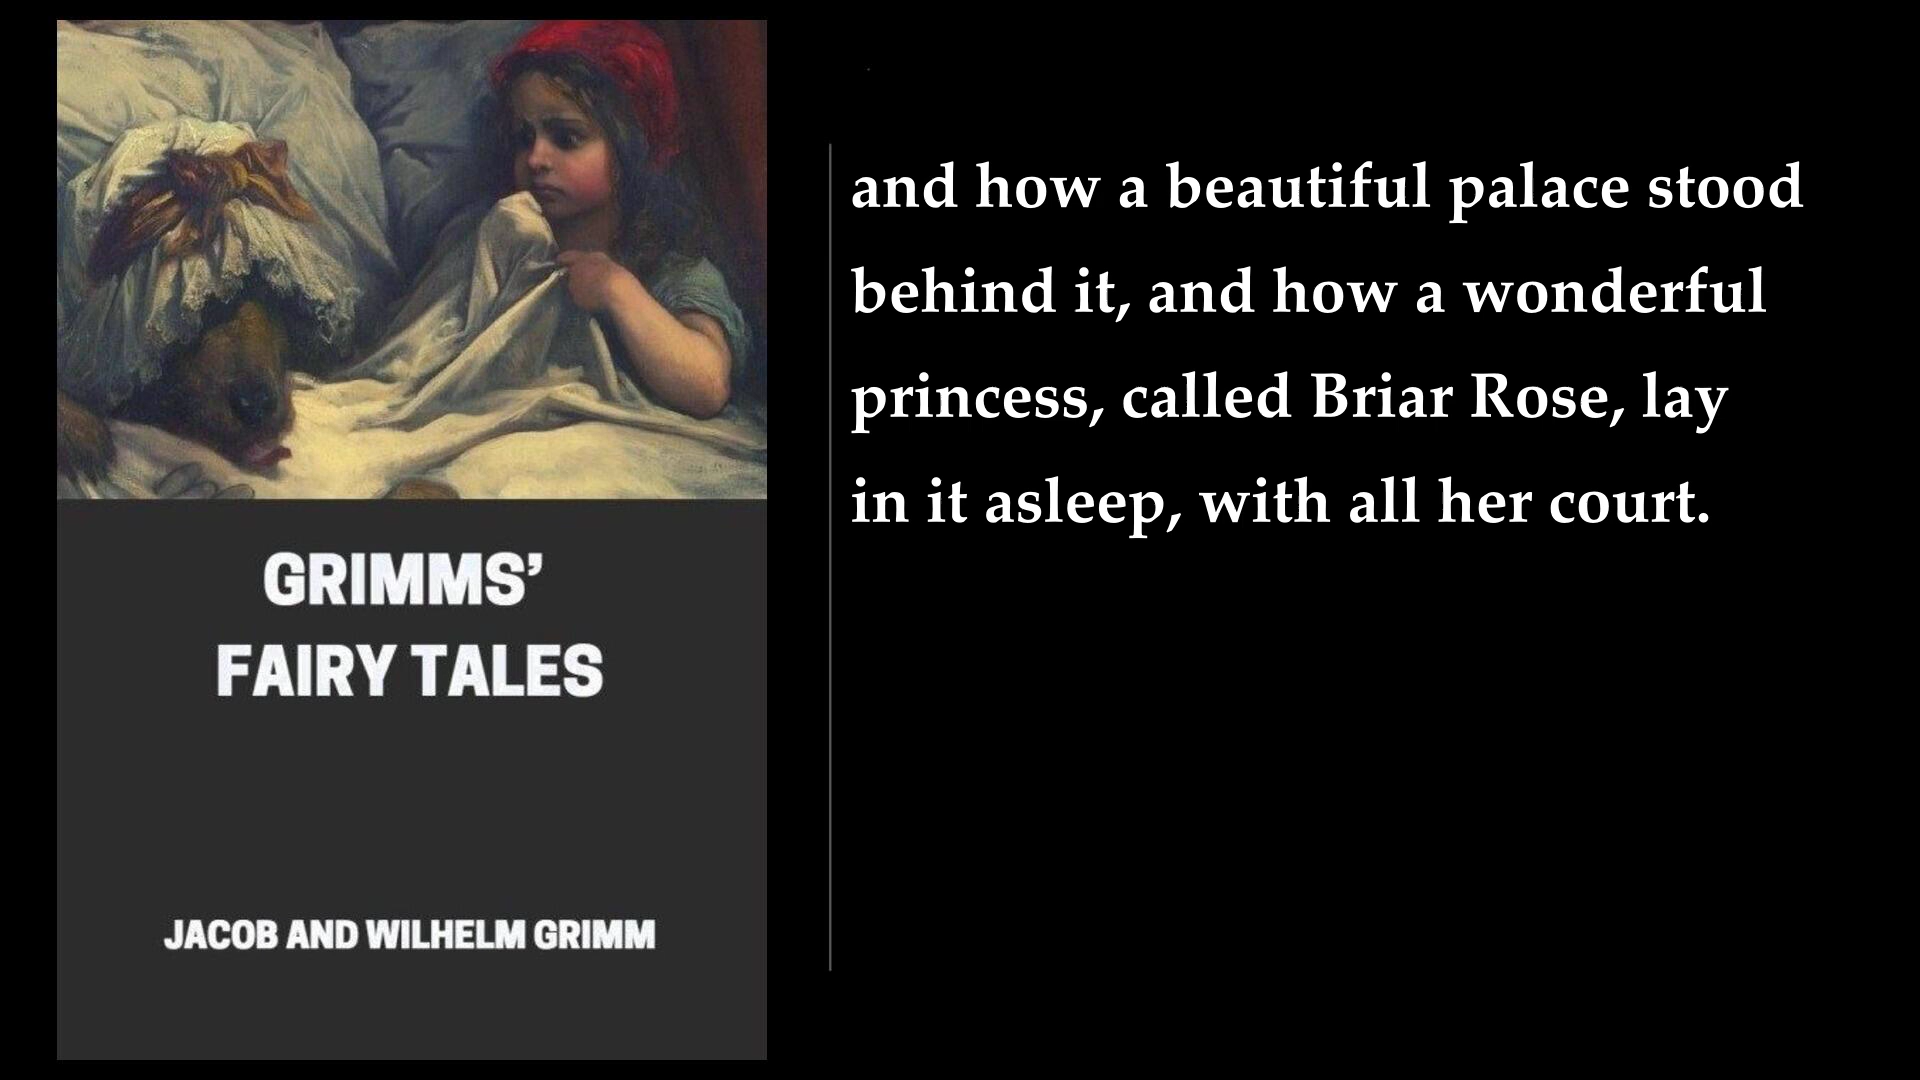 GRIMMS’
FAIRY TALES
JACOB AND WILHELM GRIMM
and how a beautiful palace stood
behind it, and how a wonderful
princess, called Briar Rose, lay
in it asleep, with all her court.